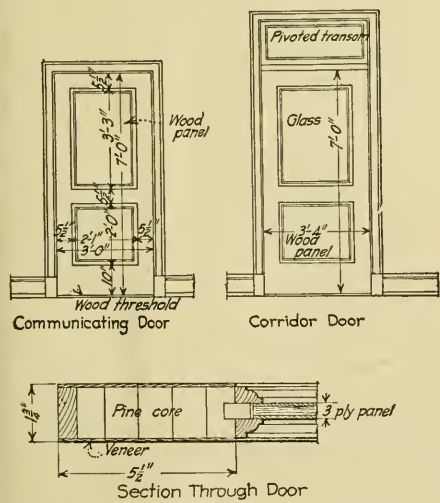 Pivoted transom
5½"
Wood
panel
3'-3"
7'-0"
Glass
7'-0"
5½"
5½"
2'-0"
5½"
2'-1"
3'-0"
10"
3'-4"
Wood
panel
Wood threshold
Communicating Door
Corridor Door
1¾"
Pine core
3 ply panel
Veneer
5½"
Section Through Door